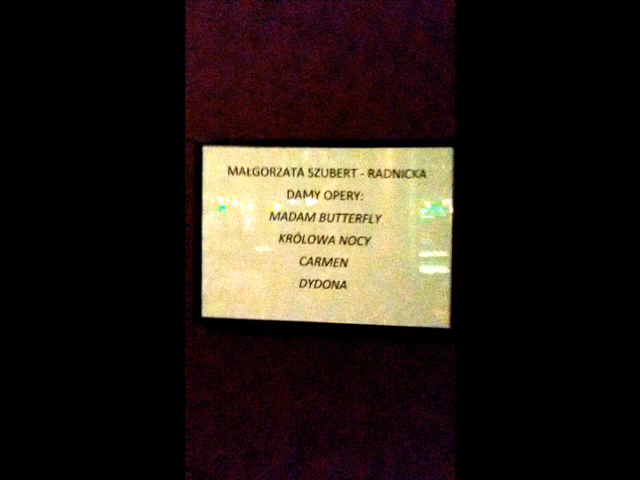 MAŁGORZATA SZUBERT - RADNICKA
DAMY OPERY:
MADAM BUTTERFLY
KRÓLOWA NOCY
CARMEN
DYDONA